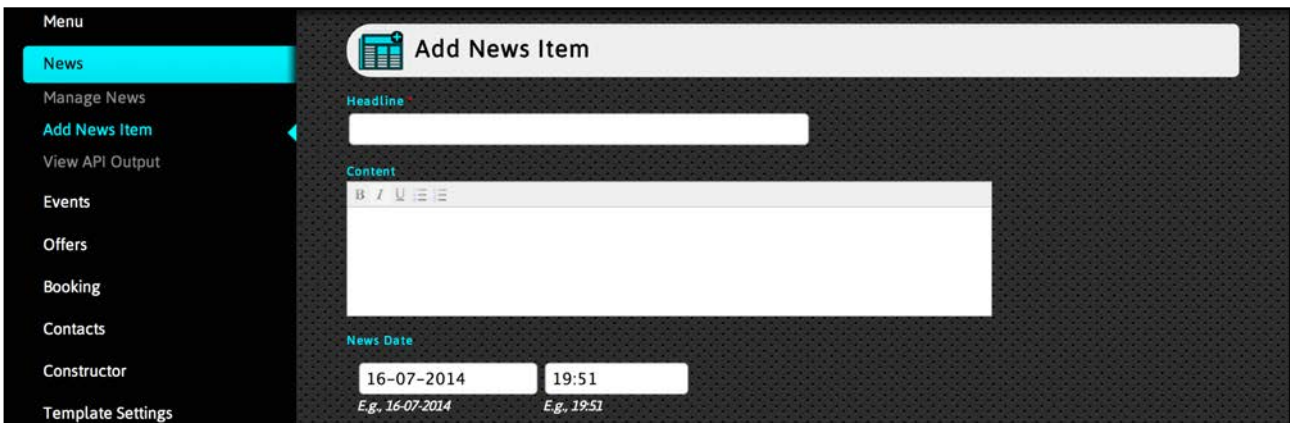 Menu
News
Manage News
Add News Item
View API Output
Events
Offers
Booking
Contacts
Constructor
Template Settings
Add News Item
Headline *
Content
B I U
News Date
16-07-2014 19:51
E.g., 16-07-2014 E.g., 19:51